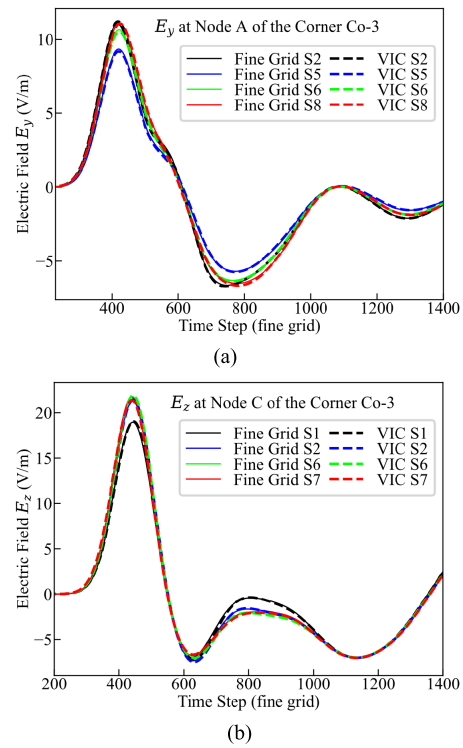 E_y at Node A of the Corner Co-3
Fine Grid S2
VIC S2
Fine Grid S5
VIC S5
Fine Grid S6
VIC S6
Finc Grid S8
VIC S8
Electric Field E_y (V/m)
10
5
0
−5
400
600
800
1000
1200
1400
Time Step (fine grid)
(a)
E_z at Node C of the Corner Co-3
Fine Grid S1
VIC S1
Fine Grid S2
VIC S2
Fine Grid S6
VIC S6
Fine Grid S7
VIC S7
Electric Field E_z (V/m)
20
15
10
5
0
−5
200
400
600
800
1000
1200
1400
Time Step (fine grid)
(b)